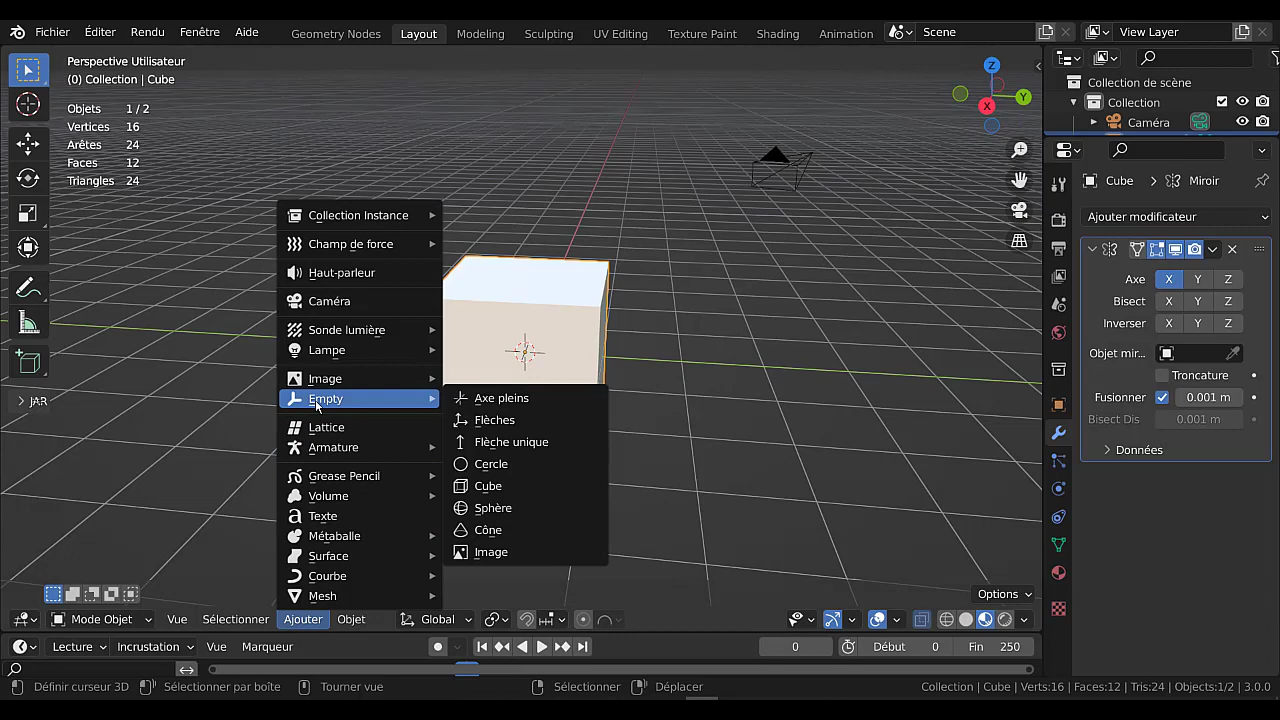 Fichier Éditer Rendu Fenêtre Aide
Geometry Nodes Layout Modeling Sculpting UV Editing Texture Paint Shading Animation
Scene
View Layer
Perspective Utilisateur
(0) Collection | Cube
Objets 1 / 2
Vertices 16
Arêtes 24
Faces 12
Triangles 24
Z
Y
X
JAR
Collection Instance
Champ de force
Haut-parleur
Caméra
Sonde lumière
Lampe
Image
Empty
Lattice
Armature
Grease Pencil
Volume
Texte
Métaballe
Surface
Courbe
Mesh
Axe pleins
Flèches
Flèche unique
Cercle
Cube
Sphère
Cône
Image
Options
Mode Objet Vue Sélectionner Ajouter Objet Global
Lecture Incrustation Vue Marqueur
0
Début 0
Fin 250
Collection de scène
Collection
Caméra
Cube Miroir
Ajouter modificateur
Axe X Y Z
Bisect X Y Z
Inverser X Y Z
Objet mir...
Troncature
Fusionner 0.001 m
Bisect Dis 0.001 m
Données
Définir curseur 3D
Sélectionner par boîte
Tourner vue
Sélectionner
Déplacer
Collection | Cube | Verts:16 | Faces:12 | Tris:24 | Objects:1/2 | 3.0.0